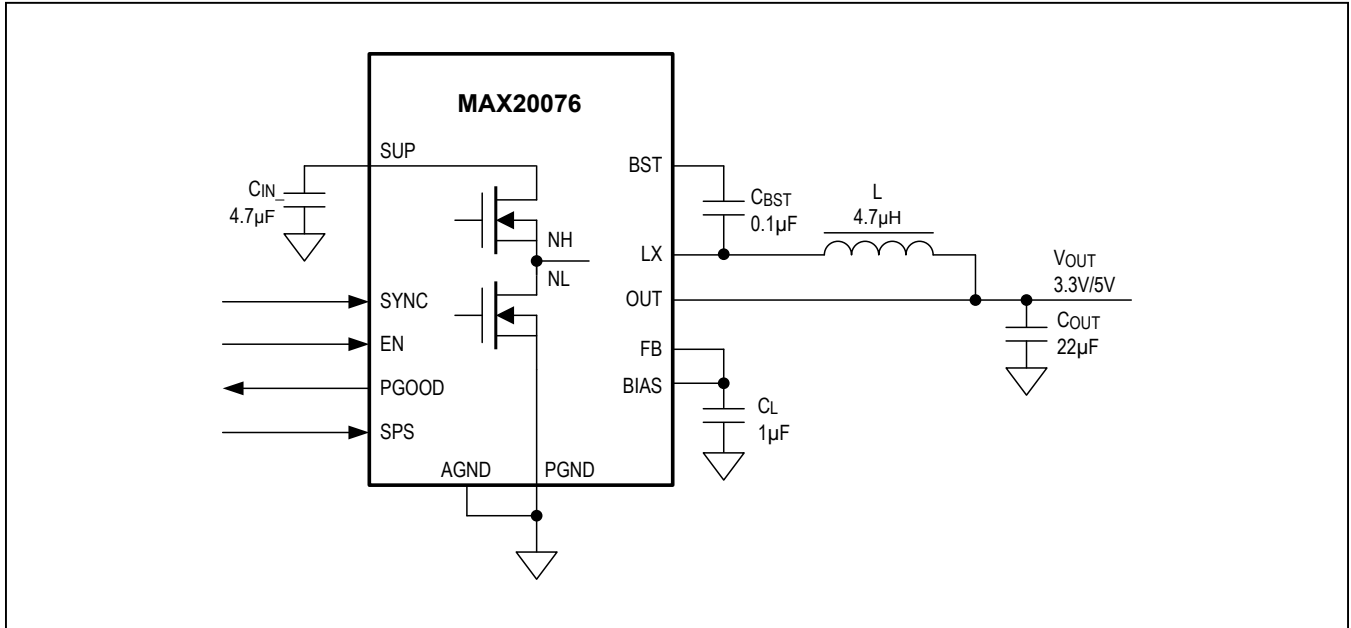 MAX20076
SUP
BST
CIN_
4.7µF
CBST
0.1µF
L
4.7µH
NH
NL
LX
VOUT
3.3V/5V
SYNC
OUT
COUT
22µF
EN
FB
PGOOD
BIAS
CL
1µF
SPS
AGND
PGND